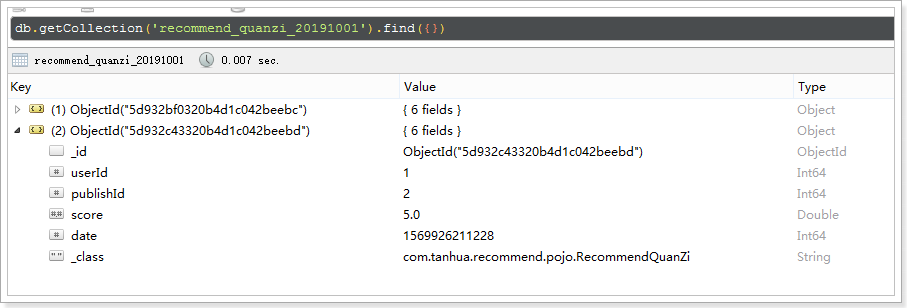 db.getCollection('recommend_quanzi_20191001').find({})
recommend_quanzi_20191001 0.007 sec.
Key Value Type
(1) ObjectId("5d932bf0320b4d1c042beebc") { 6 fields } Object
(2) ObjectId("5d932c43320b4d1c042beebd") { 6 fields } Object
_id ObjectId("5d932c43320b4d1c042beebd") ObjectId
# userId 1 Int64
# publishId 2 Int64
#.# score 5.0 Double
# date 1569926211228 Int64
" " _class com.tanhua.recommend.pojo.RecommendQuanZi String